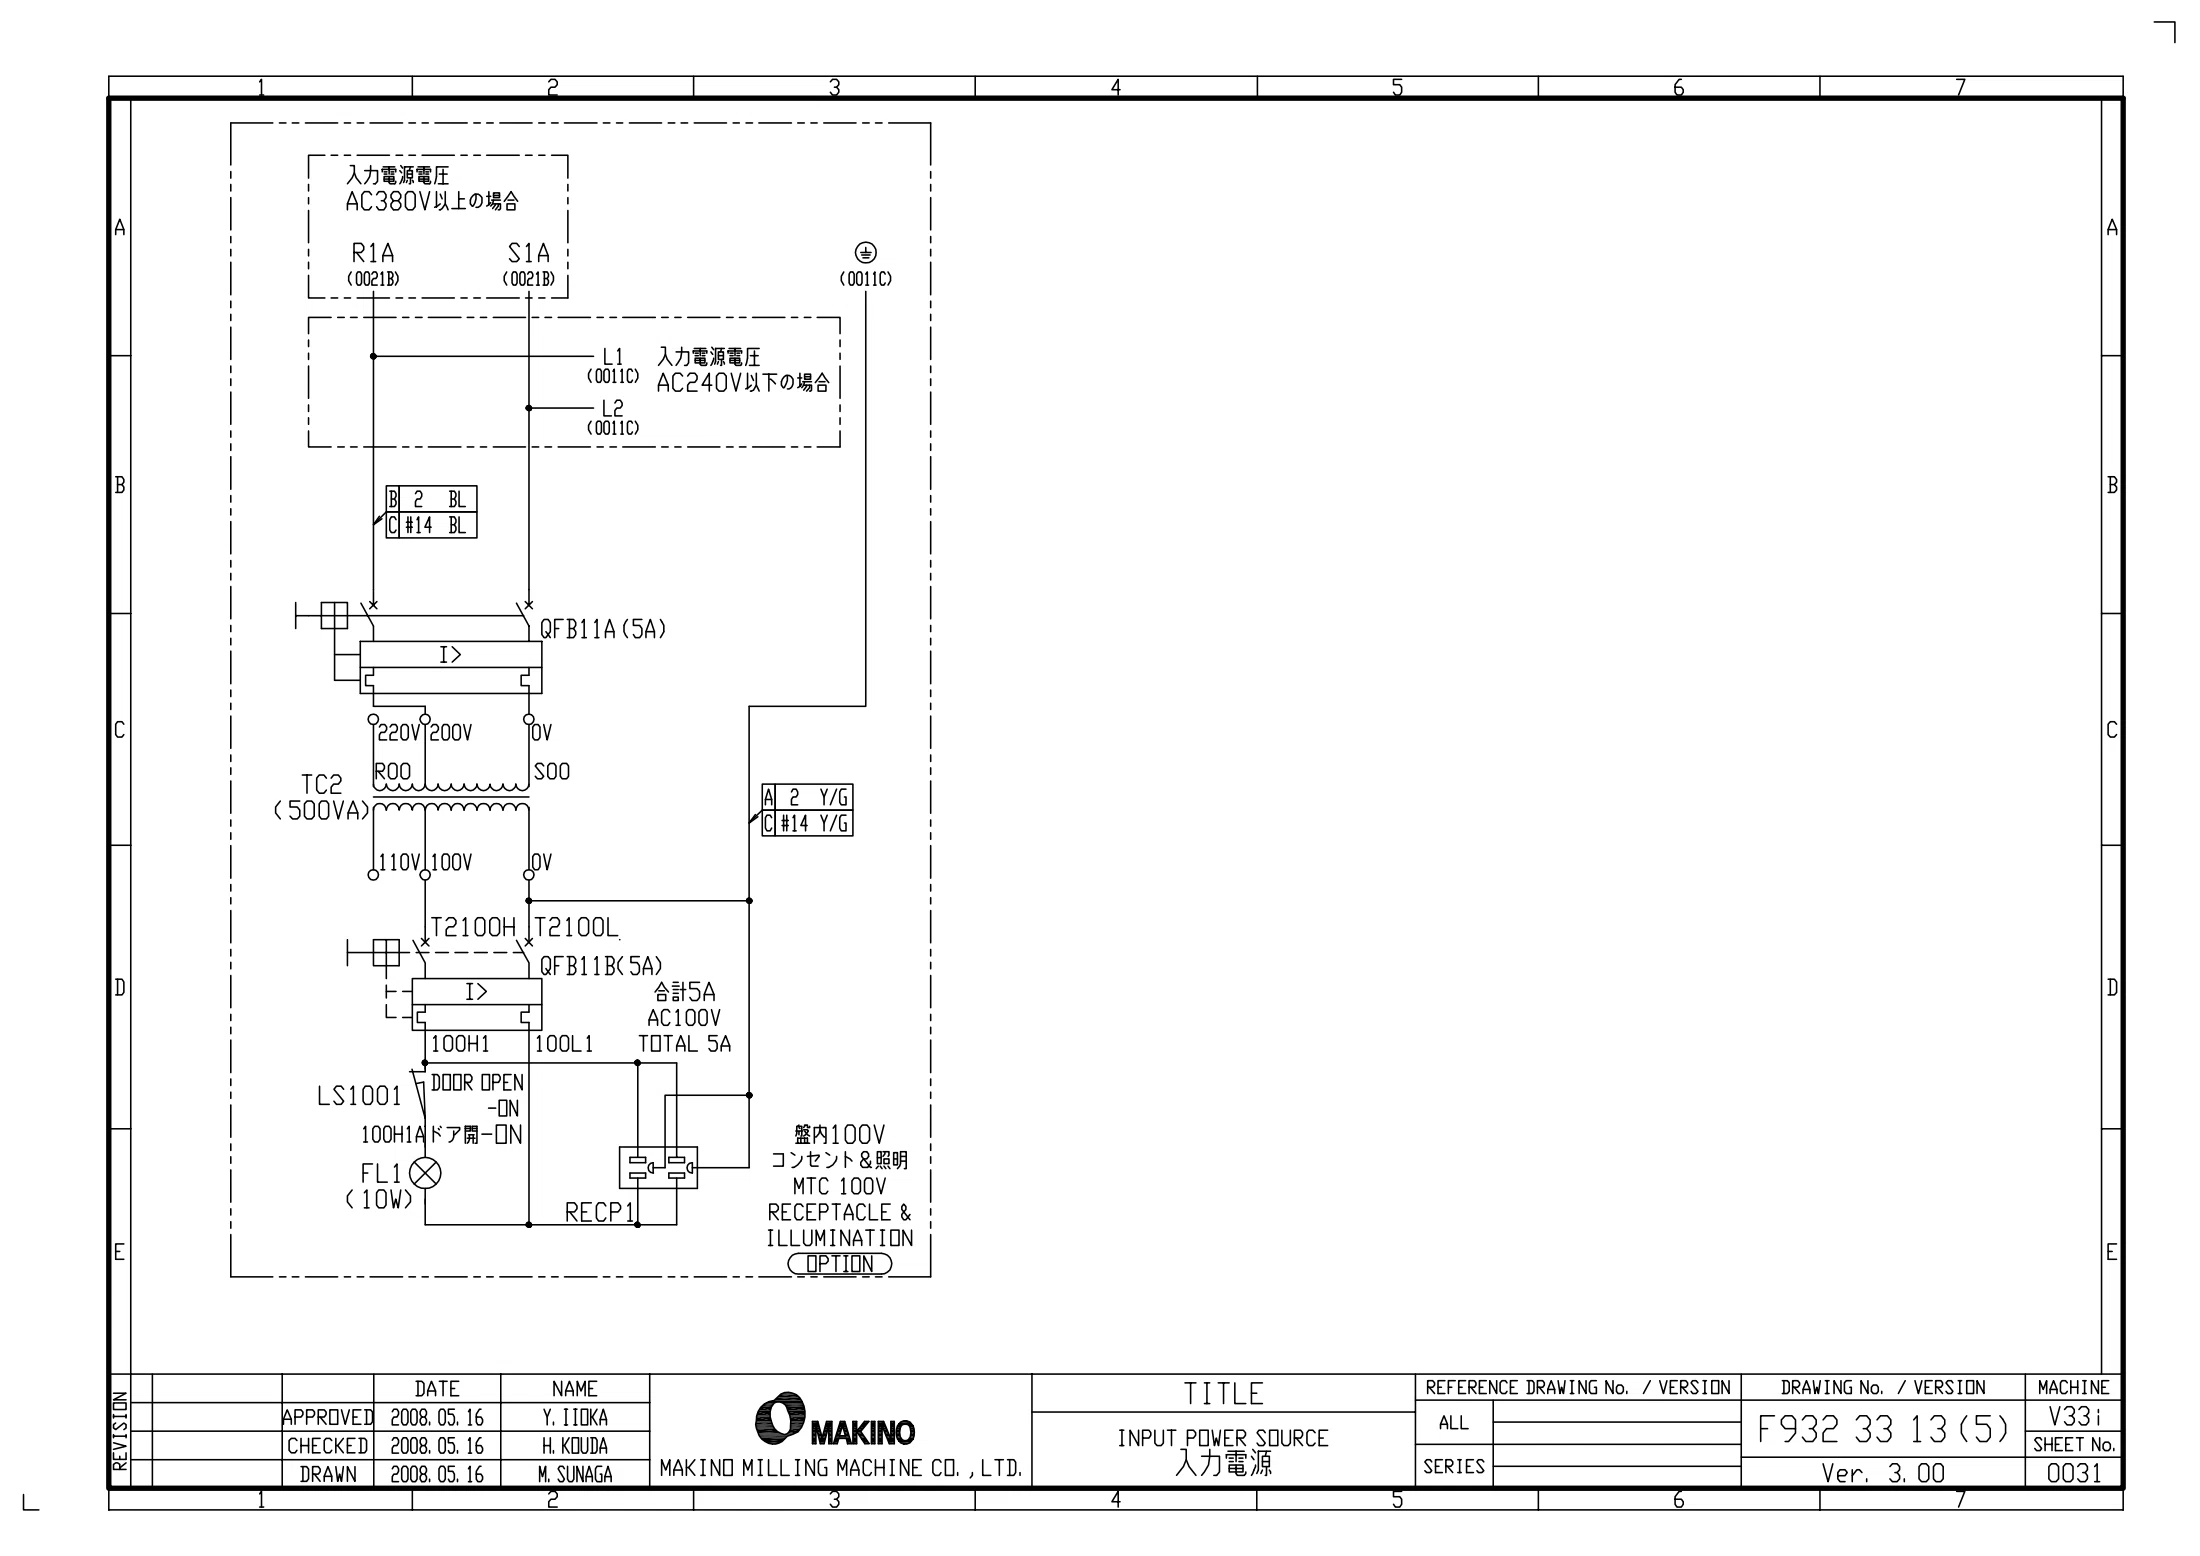 1 2 3 4 5 6 7
A
B
C
D
E
A
B
C
D
E
入力電源電圧
AC380V以上の場合
R1A
(0021B)
S1A
(0021B)
(0011C)
L1
(0011C)
入力電源電圧
AC240V以下の場合
L2
(0011C)
B 2 BL
C #14 BL
QFB11A(5A)
I>
220V 200V 0V
R00 S00
TC2
(500VA)
A 2 Y/G
C #14 Y/G
110V 100V 0V
T2100H T2100L
QFB11B(5A)
I>
合計5A
AC100V
TOTAL 5A
100H1 100L1
LS1001
DOOR OPEN
-ON
100H1A ドア開-ON
FL1
(10W)
RECP1
盤内100V
コンセント&照明
MTC 100V
RECEPTACLE &
ILLUMINATION
OPTION
REVISION
DATE NAME
APPROVED 2008.05.16 Y.IIOKA
CHECKED 2008.05.16 H.KOUDA
DRAWN 2008.05.16 M.SUNAGA
MAKINO
MAKINO MILLING MACHINE CO.,LTD.
TITLE
INPUT POWER SOURCE
入力電源
REFERENCE DRAWING No. / VERSION
ALL
SERIES
DRAWING No. / VERSION
F932 33 13(5)
Ver. 3.00
MACHINE
V33i
SHEET No.
0031
1 2 3 4 5 6 7